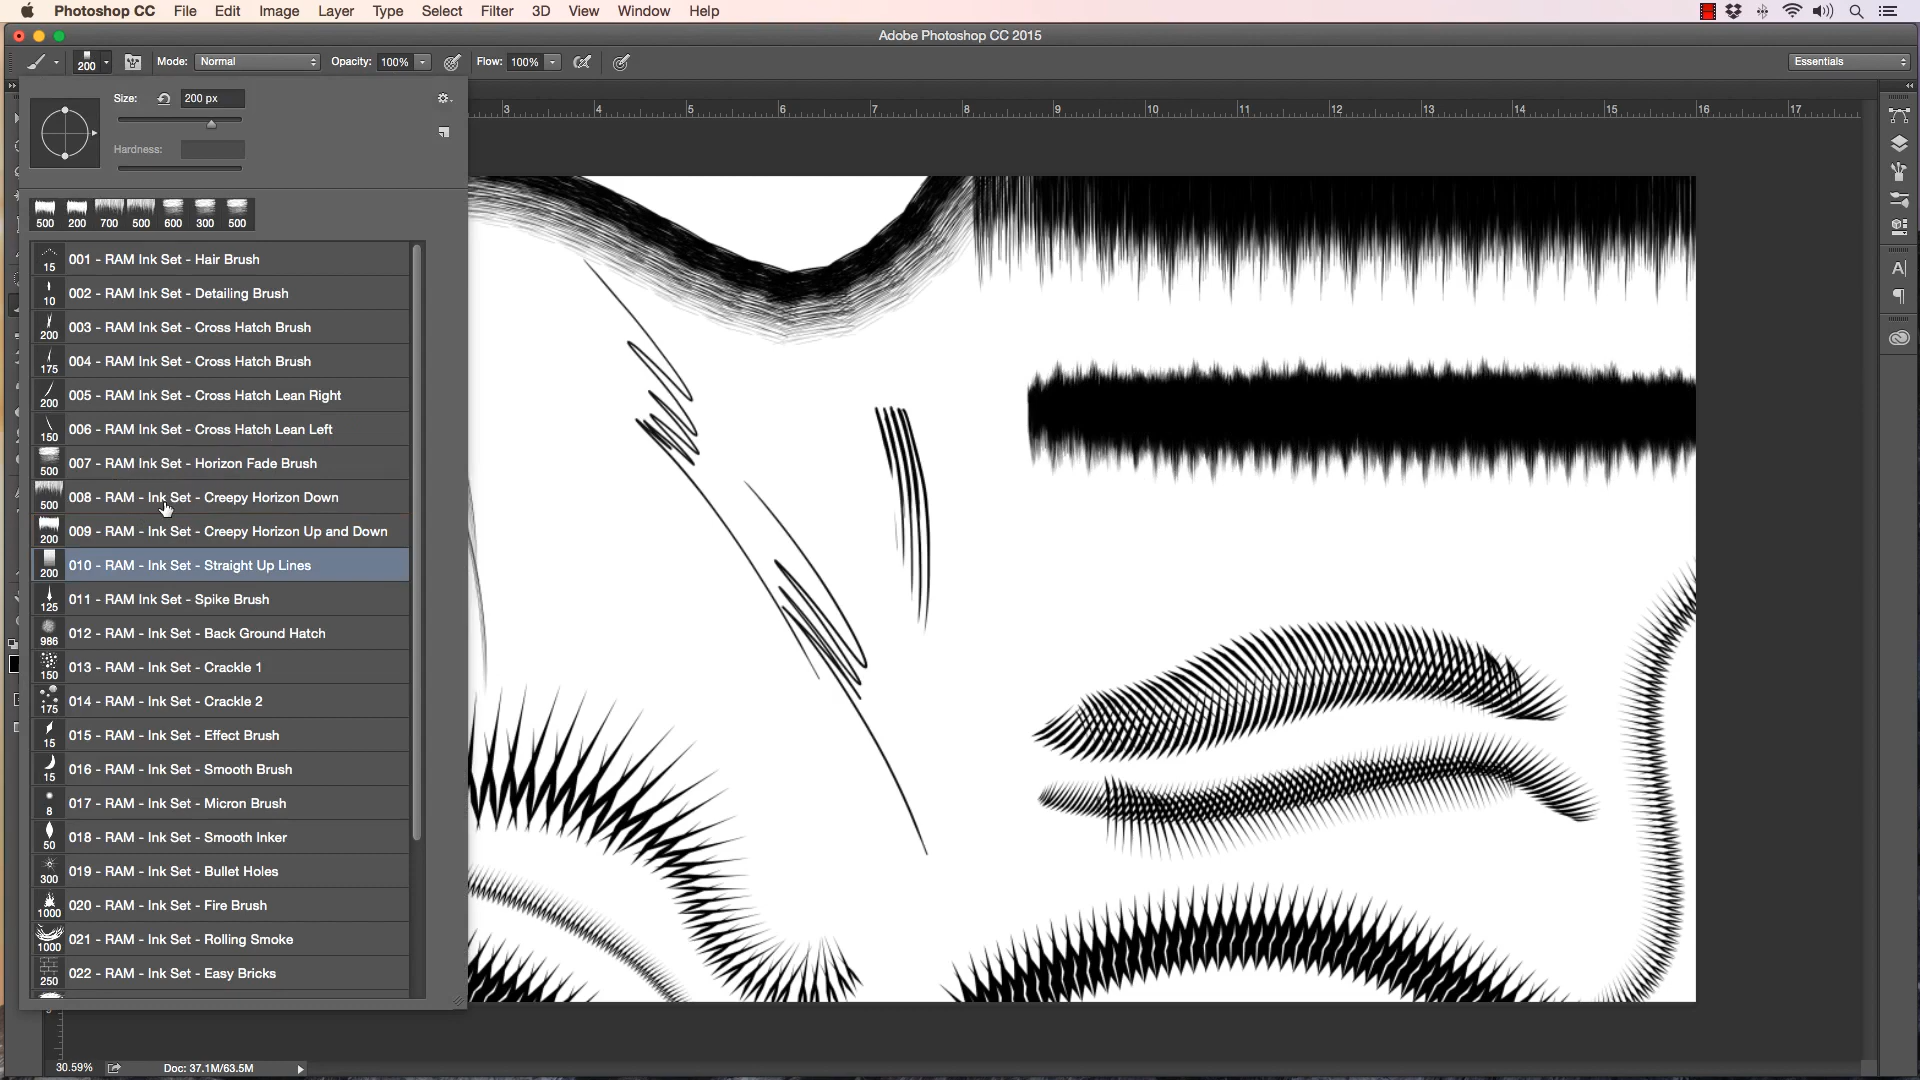 Photoshop CC File Edit Image Layer Type Select Filter 3D View Window Help
Adobe Photoshop CC 2015
200 Mode: Normal Opacity: 100% Flow: 100% Essentials
Size: 200 px
Hardness:
3 4 5 6 7 8 9 10 11 12 13 14 15 16 17
500 200 700 500 600 300 500
15 001 - RAM Ink Set - Hair Brush
10 002 - RAM Ink Set - Detailing Brush
200 003 - RAM Ink Set - Cross Hatch Brush
175 004 - RAM Ink Set - Cross Hatch Brush
200 005 - RAM Ink Set - Cross Hatch Lean Right
150 006 - RAM Ink Set - Cross Hatch Lean Left
500 007 - RAM Ink Set - Horizon Fade Brush
500 008 - RAM - Ink Set - Creepy Horizon Down
200 009 - RAM - Ink Set - Creepy Horizon Up and Down
200 010 - RAM - Ink Set - Straight Up Lines
125 011 - RAM Ink Set - Spike Brush
986 012 - RAM - Ink Set - Back Ground Hatch
150 013 - RAM - Ink Set - Crackle 1
175 014 - RAM - Ink Set - Crackle 2
15 015 - RAM - Ink Set - Effect Brush
15 016 - RAM - Ink Set - Smooth Brush
8 017 - RAM - Ink Set - Micron Brush
50 018 - RAM - Ink Set - Smooth Inker
300 019 - RAM - Ink Set - Bullet Holes
1000 020 - RAM - Ink Set - Fire Brush
1000 021 - RAM - Ink Set - Rolling Smoke
250 022 - RAM - Ink Set - Easy Bricks
30.59% Doc: 37.1M/63.5M